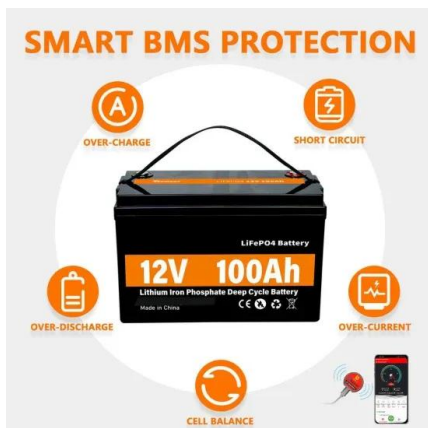 SMART BMS PROTECTION
OVER-CHARGE
SHORT CIRCUIT
LiFePO4 Battery
12V 100Ah
Lithium Iron Phosphate Deep Cycle Battery
Made in China
OVER-DISCHARGE
OVER-CURRENT
CELL BALANCE